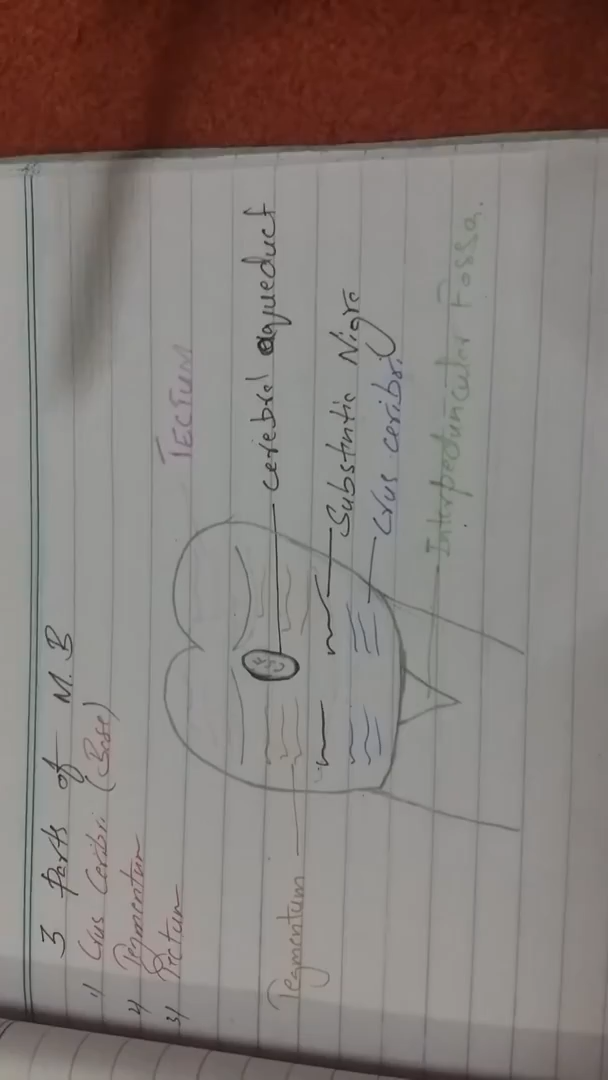 3 Parts of M.B
1) Crus Ceribri (Base)
2) Tegmentum
3) Tectum
TECTUM
cerebral aqueduct
Tegmentum
Substintia Nigra
Crus ceribri
Interpeduncular Fossa.